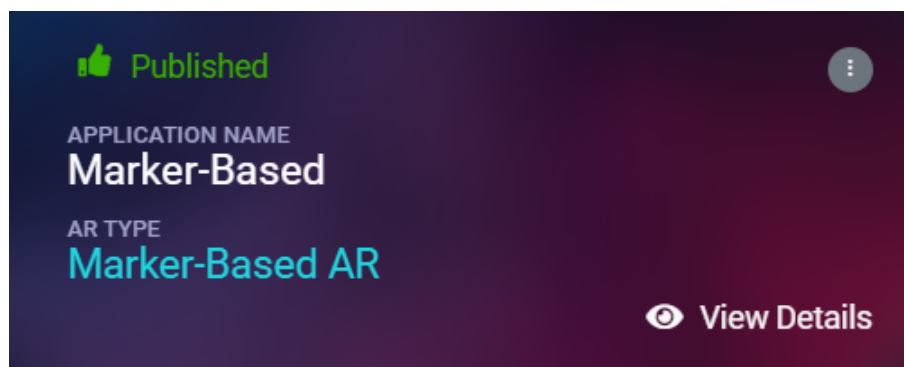 Published
APPLICATION NAME
Marker-Based
AR TYPE
Marker-Based AR
View Details